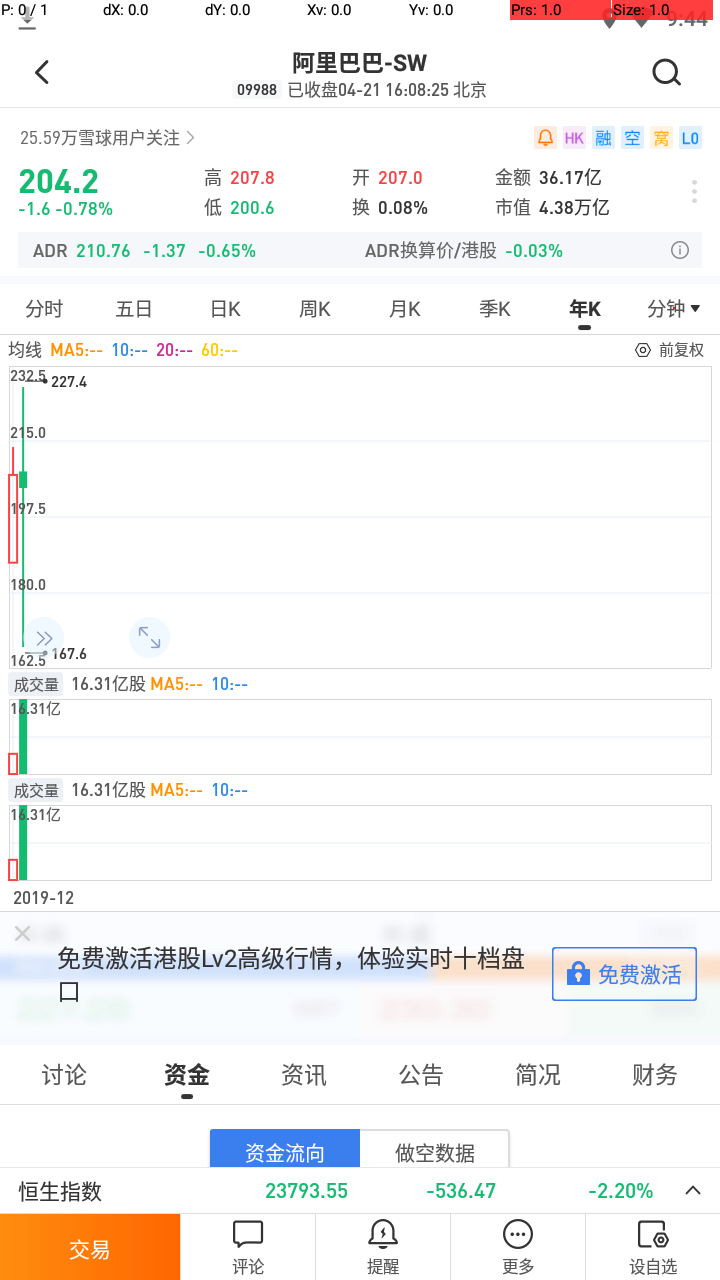 P: 0 / 1 dX: 0.0 dY: 0.0 Xv: 0.0 Yv: 0.0 Prs: 1.0 Size: 1.0
9:44
阿里巴巴-SW
09988 已收盘04-21 16:08:25 北京
25.59万雪球用户关注
HK 融 空 窝 L0
204.2 高 207.8 开 207.0 金额 36.17亿
-1.6 -0.78% 低 200.6 换 0.08% 市值 4.38万亿
ADR 210.76 -1.37 -0.65% ADR换算价/港股 -0.03%
分时 五日 日K 周K 月K 季K 年K 分钟
均线 MA5:-- 10:-- 20:-- 60:-- 前复权
232.5
227.4
215.0
197.5
180.0
162.5
167.6
成交量 16.31亿股 MA5:-- 10:--
16.31亿
成交量 16.31亿股 MA5:-- 10:--
16.31亿
2019-12
免费激活港股Lv2高级行情，体验实时十档盘
口
免费激活
讨论 资金 资讯 公告 简况 财务
资金流向 做空数据
恒生指数 23793.55 -536.47 -2.20%
交易 评论 提醒 更多 设自选